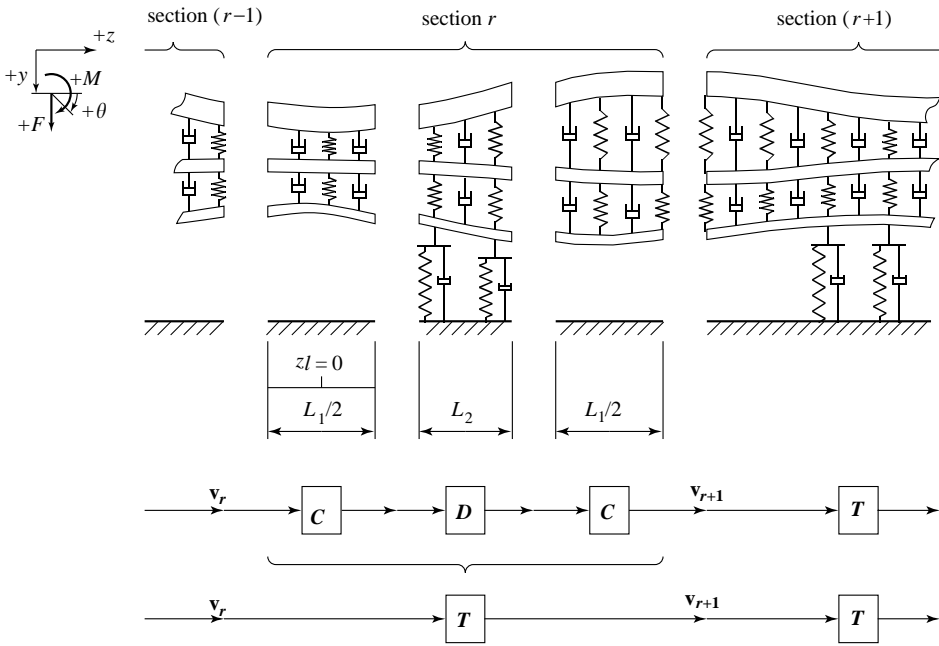 section (r−1)
section r
section (r+1)
+z
+y
+M
+θ
+F
zl = 0
L₁/2
L₂
L₁/2
vᵣ
C
D
C
vᵣ₊₁
T
vᵣ
T
vᵣ₊₁
T